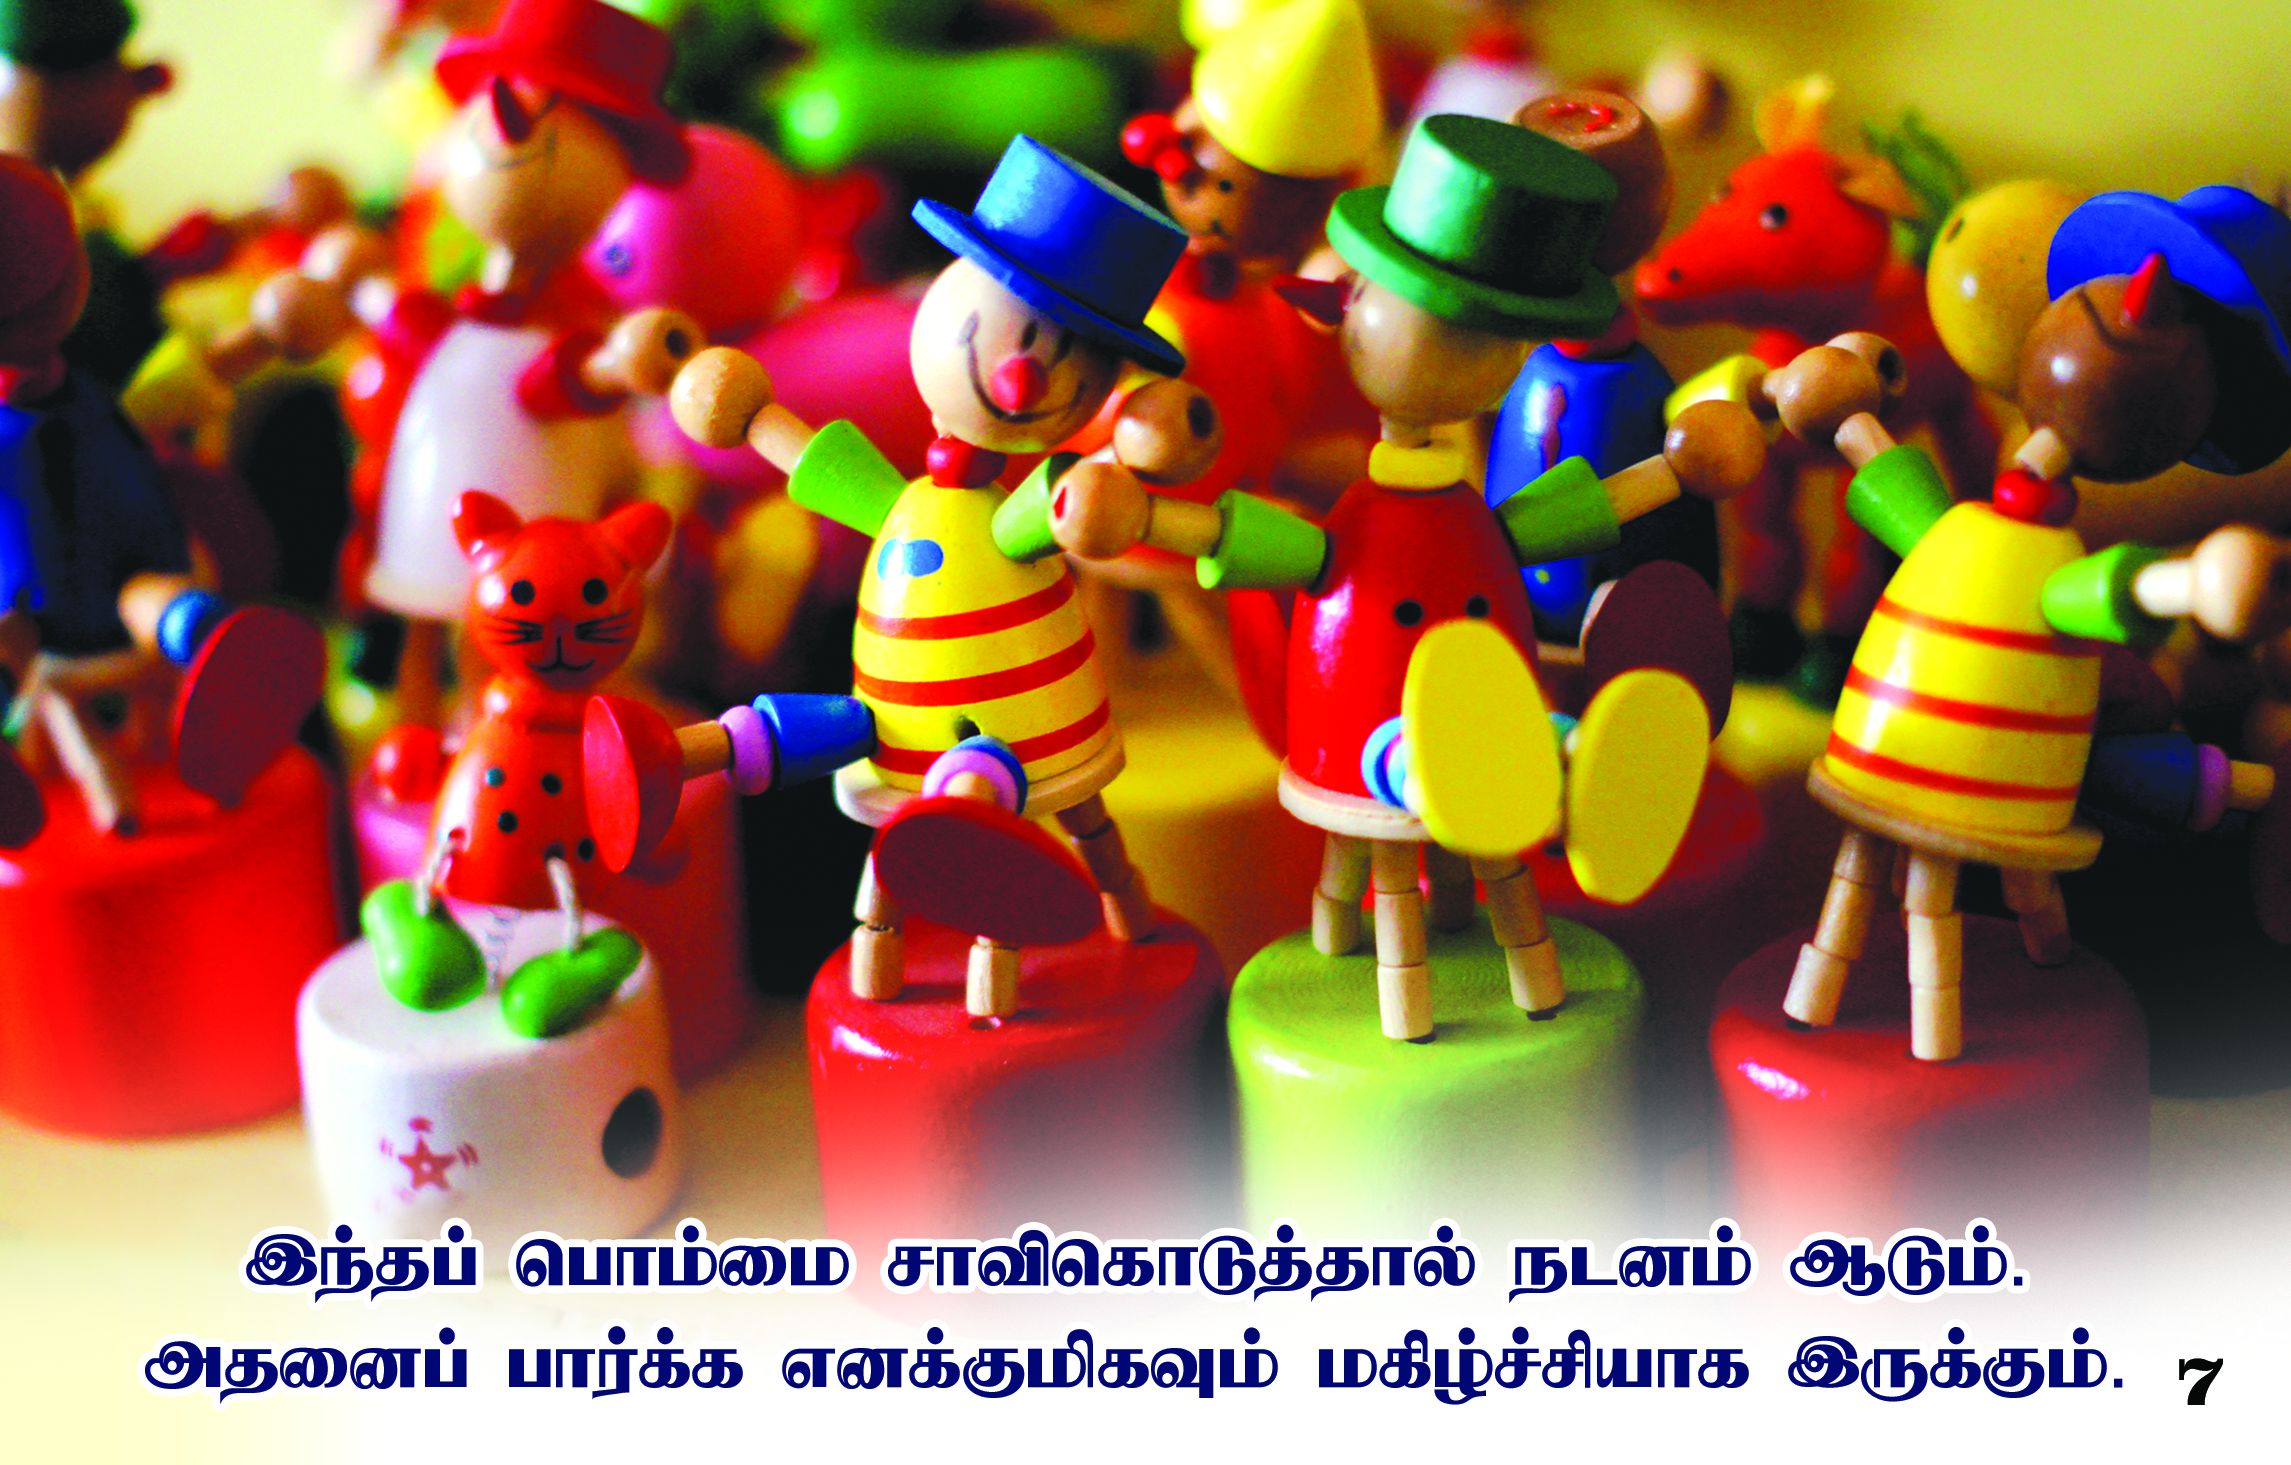 இந்தப் பொம்மை சாவிகொடுத்தால் நடனம் ஆடும்.
அதனைப் பார்க்க எனக்குமிகவும் மகிழ்ச்சியாக இருக்கும்.
7